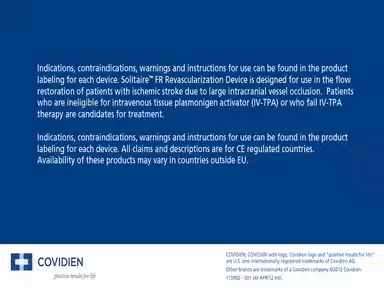 Indications, contraindications, warnings and instructions for use can be found in the product
labeling for each device. Solitaire™ FR Revascularization Device is designed for use in the flow
restoration of patients with ischemic stroke due to large intracranial vessel occlusion. Patients
who are ineligible for intravenous tissue plasmonigen activator (IV-TPA) or who fail IV-TPA
therapy are candidates for treatment.
Indications, contraindications, warnings and instructions for use can be found in the product
labeling for each device. All claims and descriptions are for CE regulated countries.
Availability of these products may vary in countries outside EU.
COVIDIEN
positive results for life
COVIDIEN, COVIDIEN with logo, Covidien logo and "positive results for life"
are U.S. and internationally registered trademarks of Covidien AG.
Other brands are trademarks of a Covidien company ©2012 Covidien.
115900 - 001 (A) APR/12 Intl.